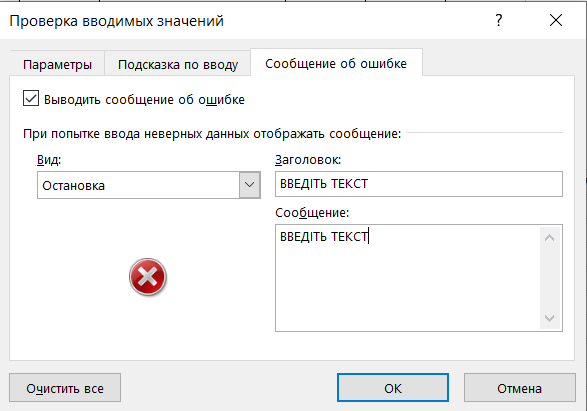 Проверка вводимых значений
?
Параметры
Подсказка по вводу
Сообщение об ошибке
Выводить сообщение об ошибке
При попытке ввода неверных данных отображать сообщение:
Вид:
Заголовок:
Остановка
ВВЕДІТЬ ТЕКСТ
Сообщение:
ВВЕДІТЬ ТЕКСТ
Очистить все
ОК
Отмена